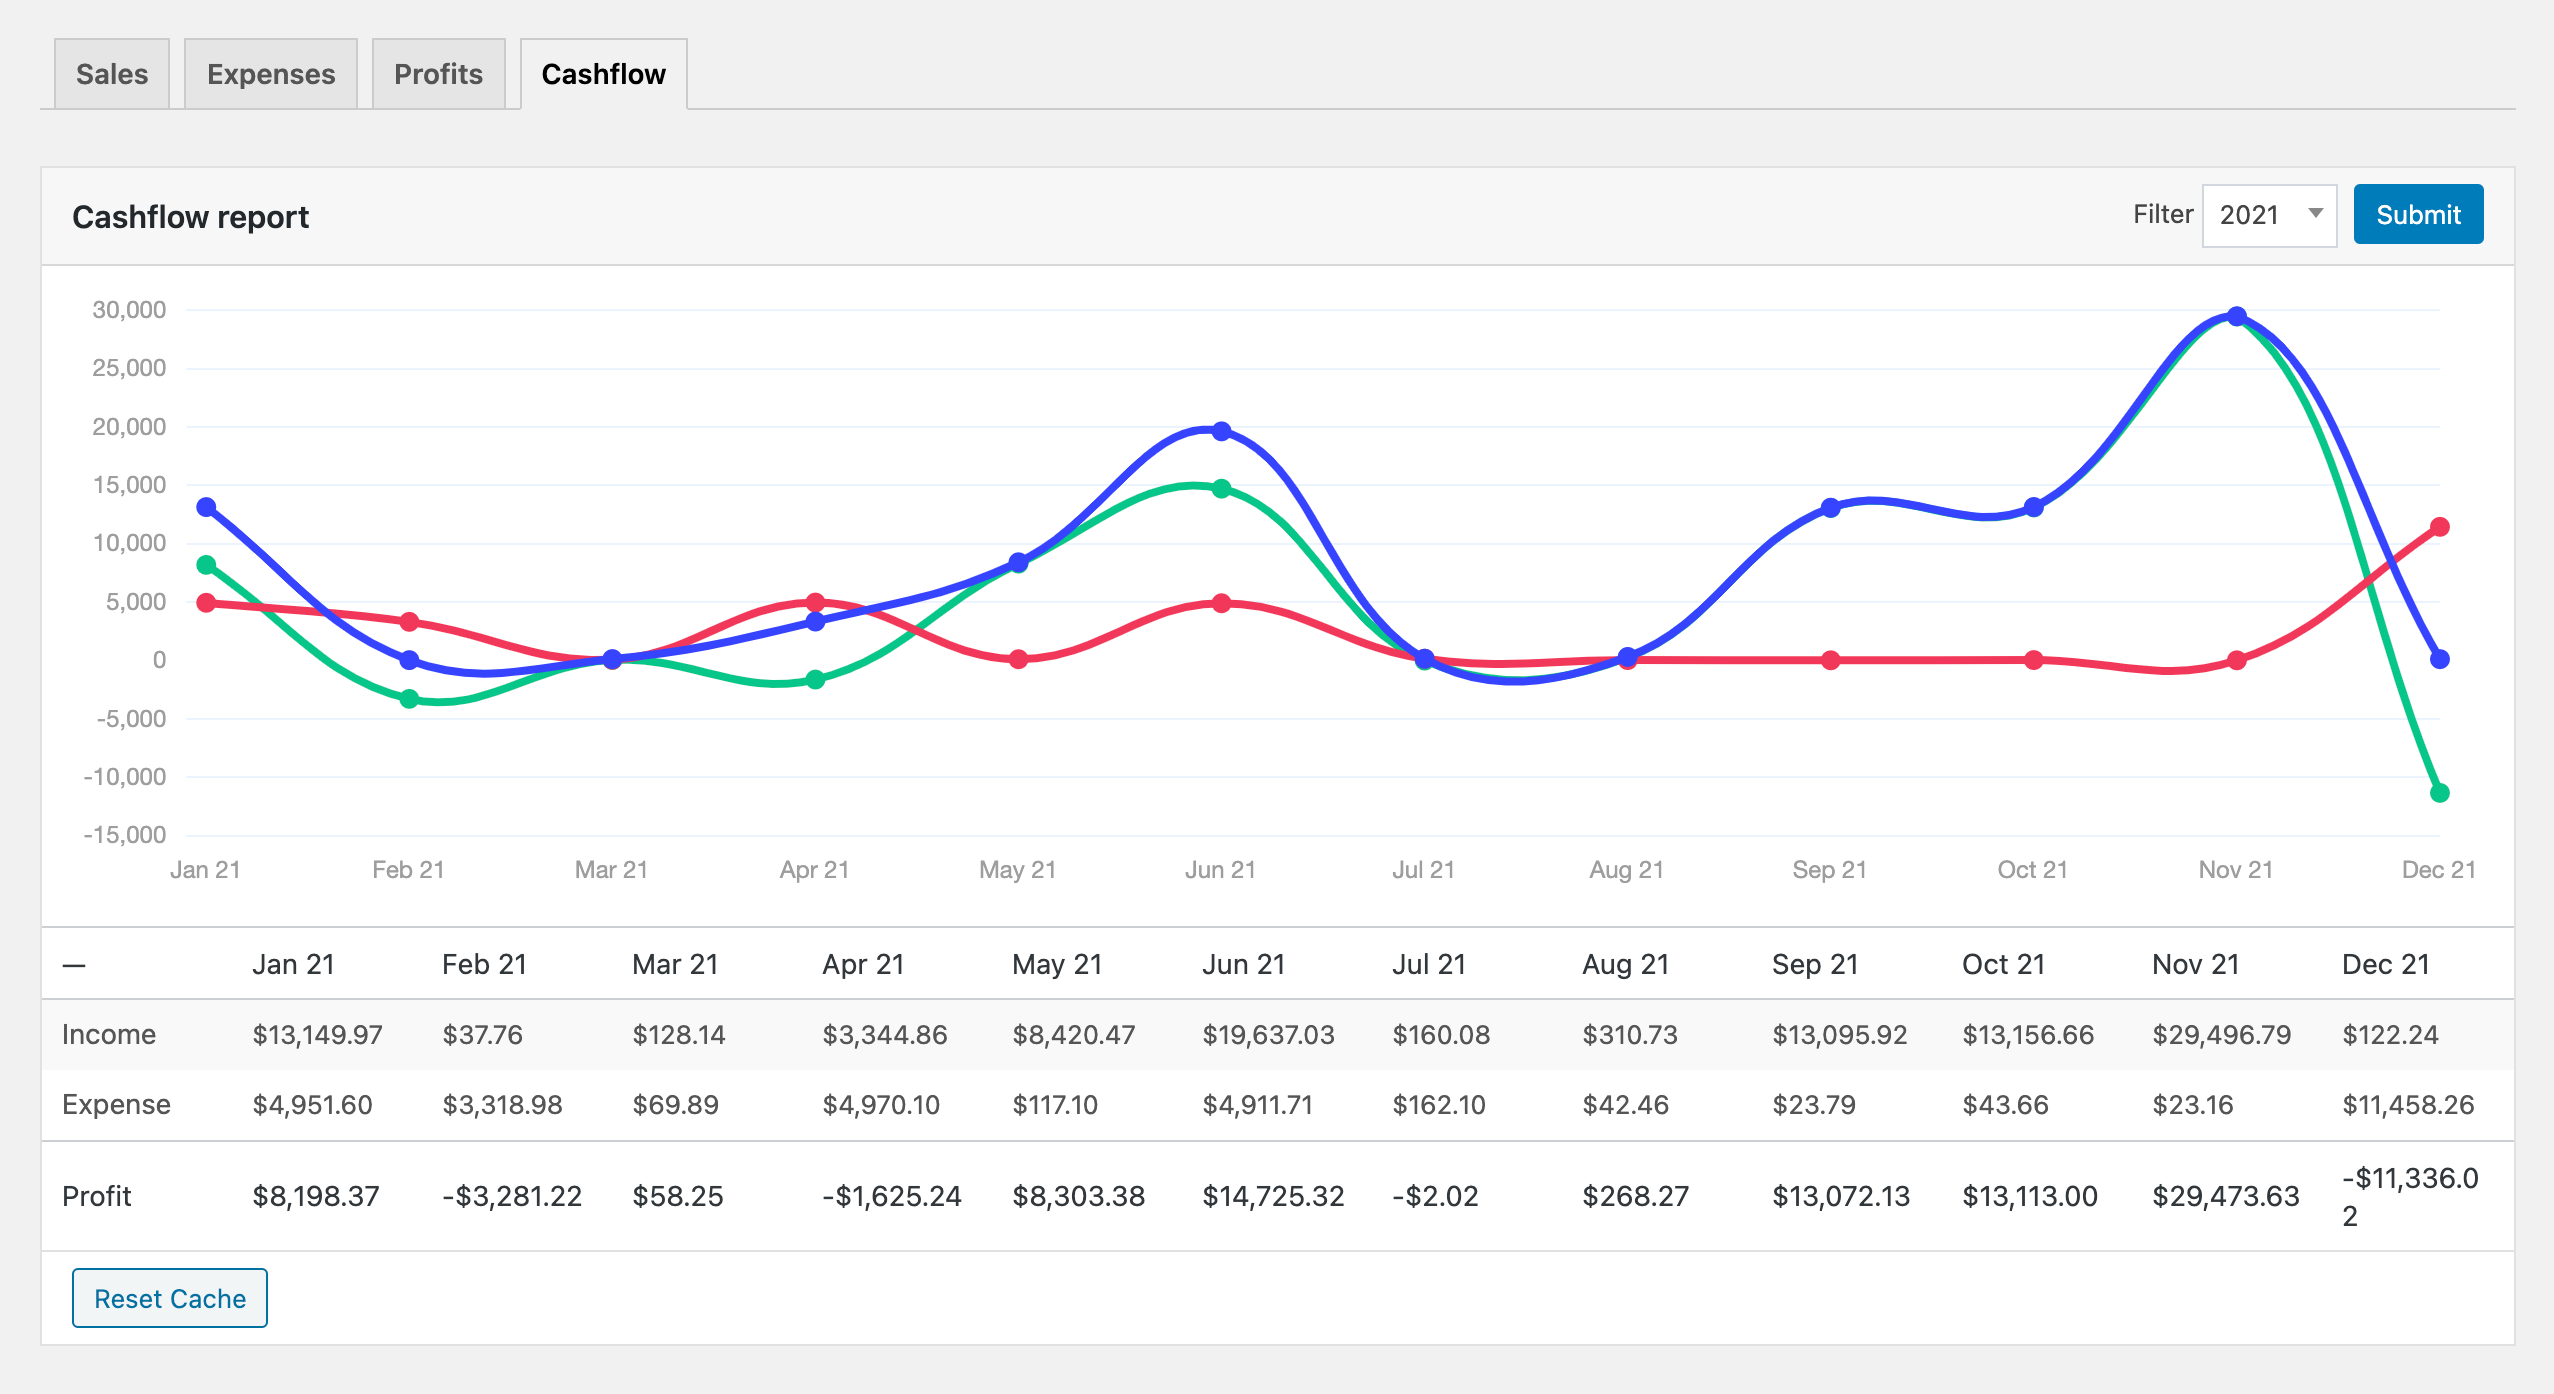 Sales Expenses Profits Cashflow
Cashflow report
Filter 2021 Submit
30,000
25,000
20,000
15,000
10,000
5,000
0
-5,000
-10,000
-15,000
Jan 21 Feb 21 Mar 21 Apr 21 May 21 Jun 21 Jul 21 Aug 21 Sep 21 Oct 21 Nov 21 Dec 21
— Jan 21 Feb 21 Mar 21 Apr 21 May 21 Jun 21 Jul 21 Aug 21 Sep 21 Oct 21 Nov 21 Dec 21
Income $13,149.97 $37.76 $128.14 $3,344.86 $8,420.47 $19,637.03 $160.08 $310.73 $13,095.92 $13,156.66 $29,496.79 $122.24
Expense $4,951.60 $3,318.98 $69.89 $4,970.10 $117.10 $4,911.71 $162.10 $42.46 $23.79 $43.66 $23.16 $11,458.26
Profit $8,198.37 -$3,281.22 $58.25 -$1,625.24 $8,303.38 $14,725.32 -$2.02 $268.27 $13,072.13 $13,113.00 $29,473.63 -$11,336.0
2
Reset Cache